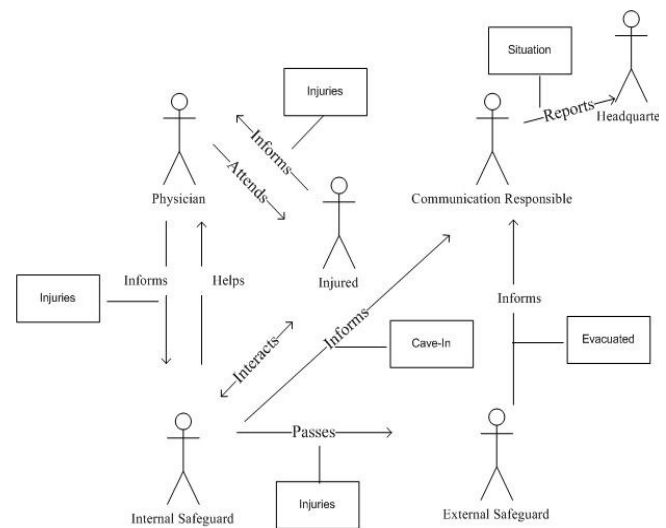 Situation
Injuries
Reports
Headquarte
Informs
Attends
Physician
Communication Responsible
Injured
Injuries
Informs
Helps
Informs
Informs
Interacts
Cave-In
Evacuated
Passes
Injuries
Internal Safeguard
External Safeguard